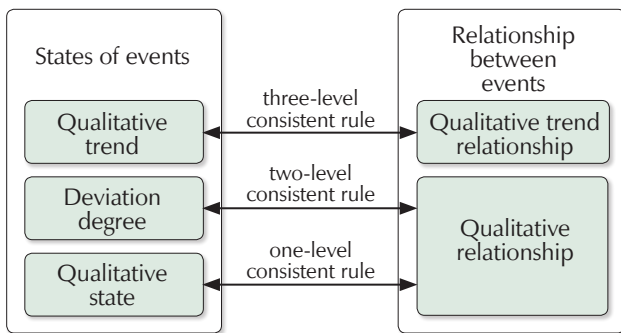 States of events
Qualitative
trend
Deviation
degree
Qualitative
state
three-level
consistent rule
two-level
consistent rule
one-level
consistent rule
Relationship
between
events
Qualitative trend
relationship
Qualitative
relationship